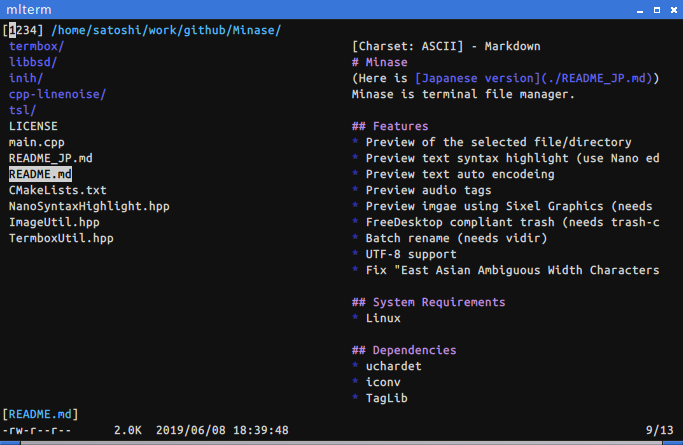 mlterm
[1234] /home/satoshi/work/github/Minase/
termbox/
libbsd/
inih/
cpp-linenoise/
tsl/
LICENSE
main.cpp
README_JP.md
README.md
CMakeLists.txt
NanoSyntaxHighlight.hpp
ImageUtil.hpp
TermboxUtil.hpp
[Charset: ASCII] - Markdown
# Minase
(Here is [Japanese version](./README_JP.md))
Minase is terminal file manager.
## Features
* Preview of the selected file/directory
* Preview text syntax highlight (use Nano ed
* Preview text auto encodeing
* Preview audio tags
* Preview imgae using Sixel Graphics (needs
* FreeDesktop compliant trash (needs trash-c
* Batch rename (needs vidir)
* UTF-8 support
* Fix "East Asian Ambiguous Width Characters
## System Requirements
* Linux
## Dependencies
* uchardet
* iconv
* TagLib
[README.md]
-rw-r--r-- 2.0K 2019/06/08 18:39:48 9/13